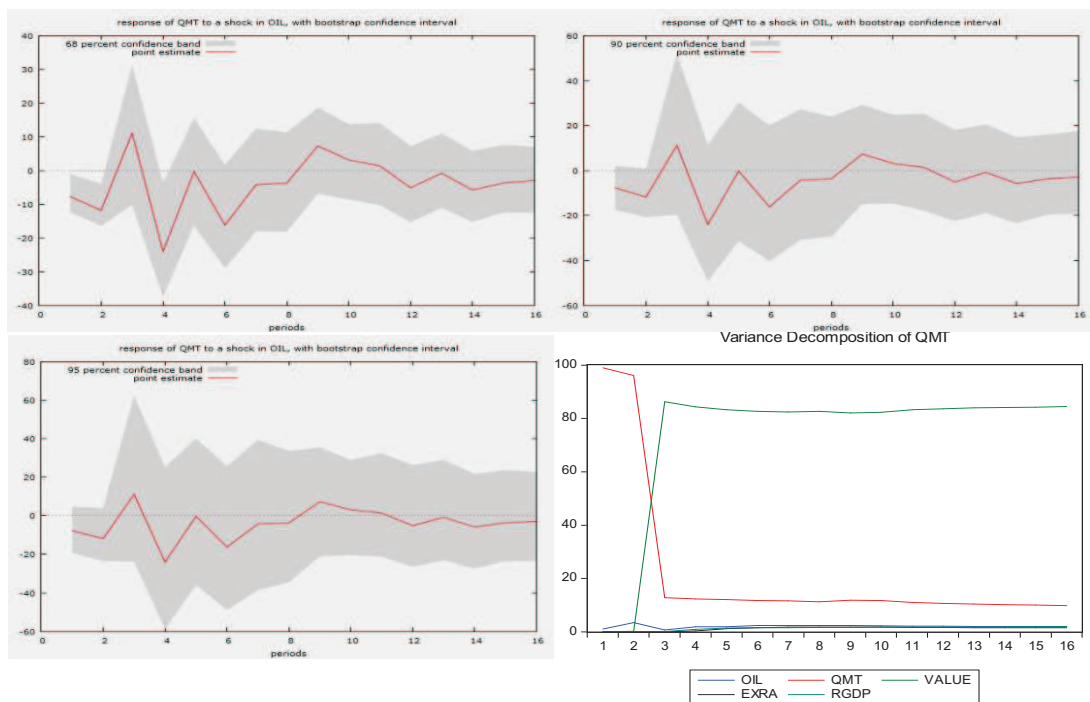 response of QMT to a shock in OIL, with bootstrap confidence interval
68 percent confidence band
point estimate
40
30
20
10
0
-10
-20
-30
-40
0 2 4 6 8 10 12 14 16
periods
response of QMT to a shock in OIL, with bootstrap confidence interval
90 percent confidence band
point estimate
60
40
20
0
-20
-40
-60
0 2 4 6 8 10 12 14 16
periods
response of QMT to a shock in OIL, with bootstrap confidence interval
95 percent confidence band
point estimate
80
60
40
20
0
-20
-40
-60
0 2 4 6 8 10 12 14 16
periods
Variance Decomposition of QMT
100
80
60
40
20
0
1 2 3 4 5 6 7 8 9 10 11 12 13 14 15 16
OIL QMT VALUE
EXRA RGDP